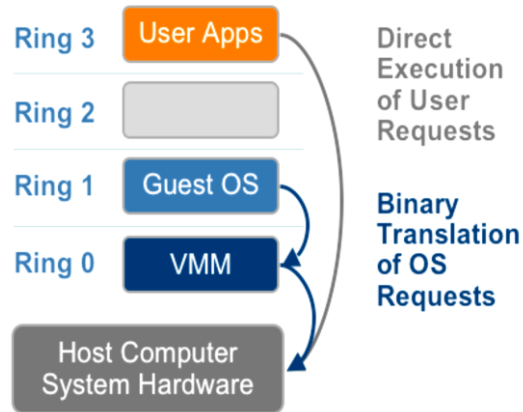 Ring 3
User Apps
Direct
Execution
of User
Requests
Ring 2
Ring 1
Guest OS
Binary
Translation
of OS
Requests
Ring 0
VMM
Host Computer
System Hardware